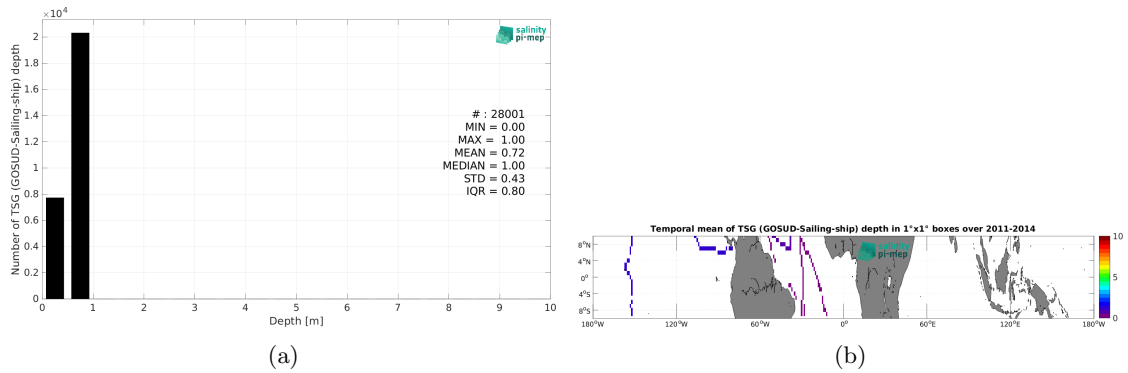 ×10⁴
2
1.8
1.6
1.4
1.2
1
0.8
0.6
0.4
0.2
0
Number of TSG (GOSUD-Sailing-ship) depth
salinity
pi-mep
# : 28001
MIN = 0.00
MAX = 1.00
MEAN = 0.72
MEDIAN = 1.00
STD = 0.43
IQR = 0.80
0 1 2 3 4 5 6 7 8 9 10
Depth [m]
(a)
Temporal mean of TSG (GOSUD-Sailing-ship) depth in 1°x1° boxes over 2011-2014
salinity
pi-mep
8°N
4°N
0°
4°S
8°S
180°W 120°W 60°W 0° 60°E 120°E 180°W
10
5
0
(b)